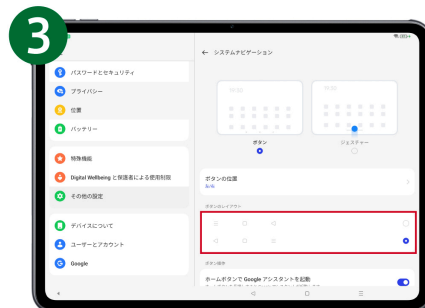 3
← システムナビゲーション
パスワードとセキュリティ
プライバシー
位置
バッテリー
特殊機能
Digital Wellbeing と保護者による使用制限
その他の設定
デバイスについて
ユーザーとアカウント
Google
10:00
10:00
ボタン
ジェスチャー
ボタンの位置
ボタンのレイアウト
ボタン操作
ホームボタンで Google アシスタントを起動